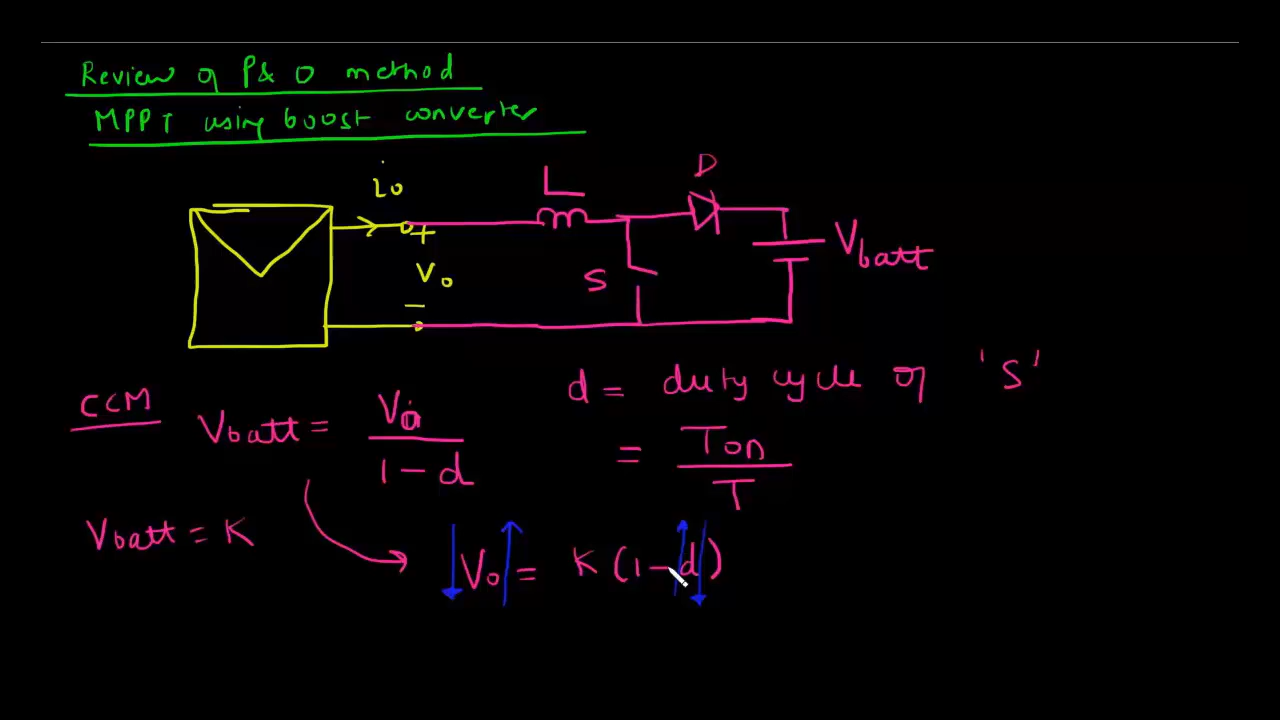 Review of P& O method
MPPT using boost converter
io
L
D
+
Vo
−
S
Vbatt
CCM
Vbatt = Vo / 1 − d
d = duty cycle of 'S'
= TON / T
Vbatt = K
Vo = K (1 − d)